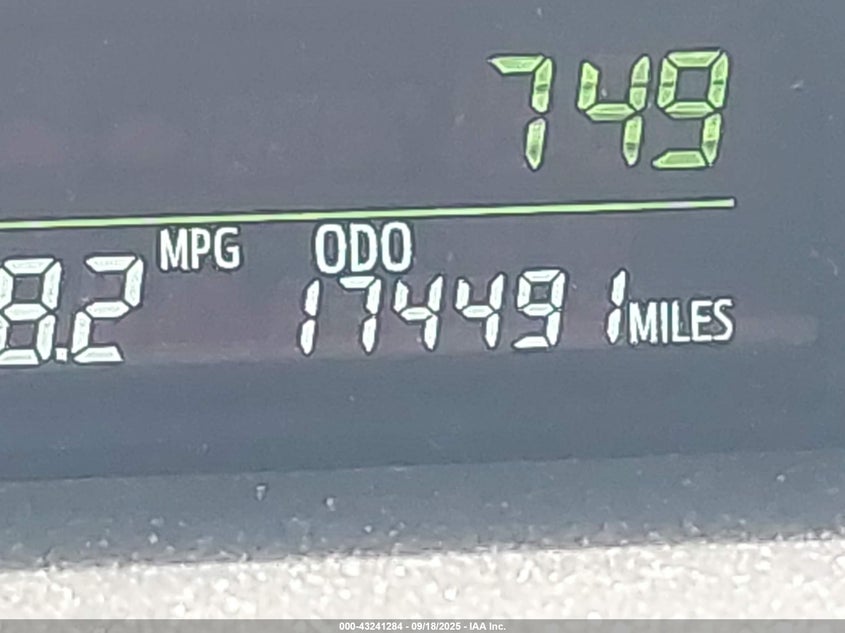 749
MPG ODO
8.2 174491 MILES
000-43241284 - 09/18/2025 - IAA Inc.